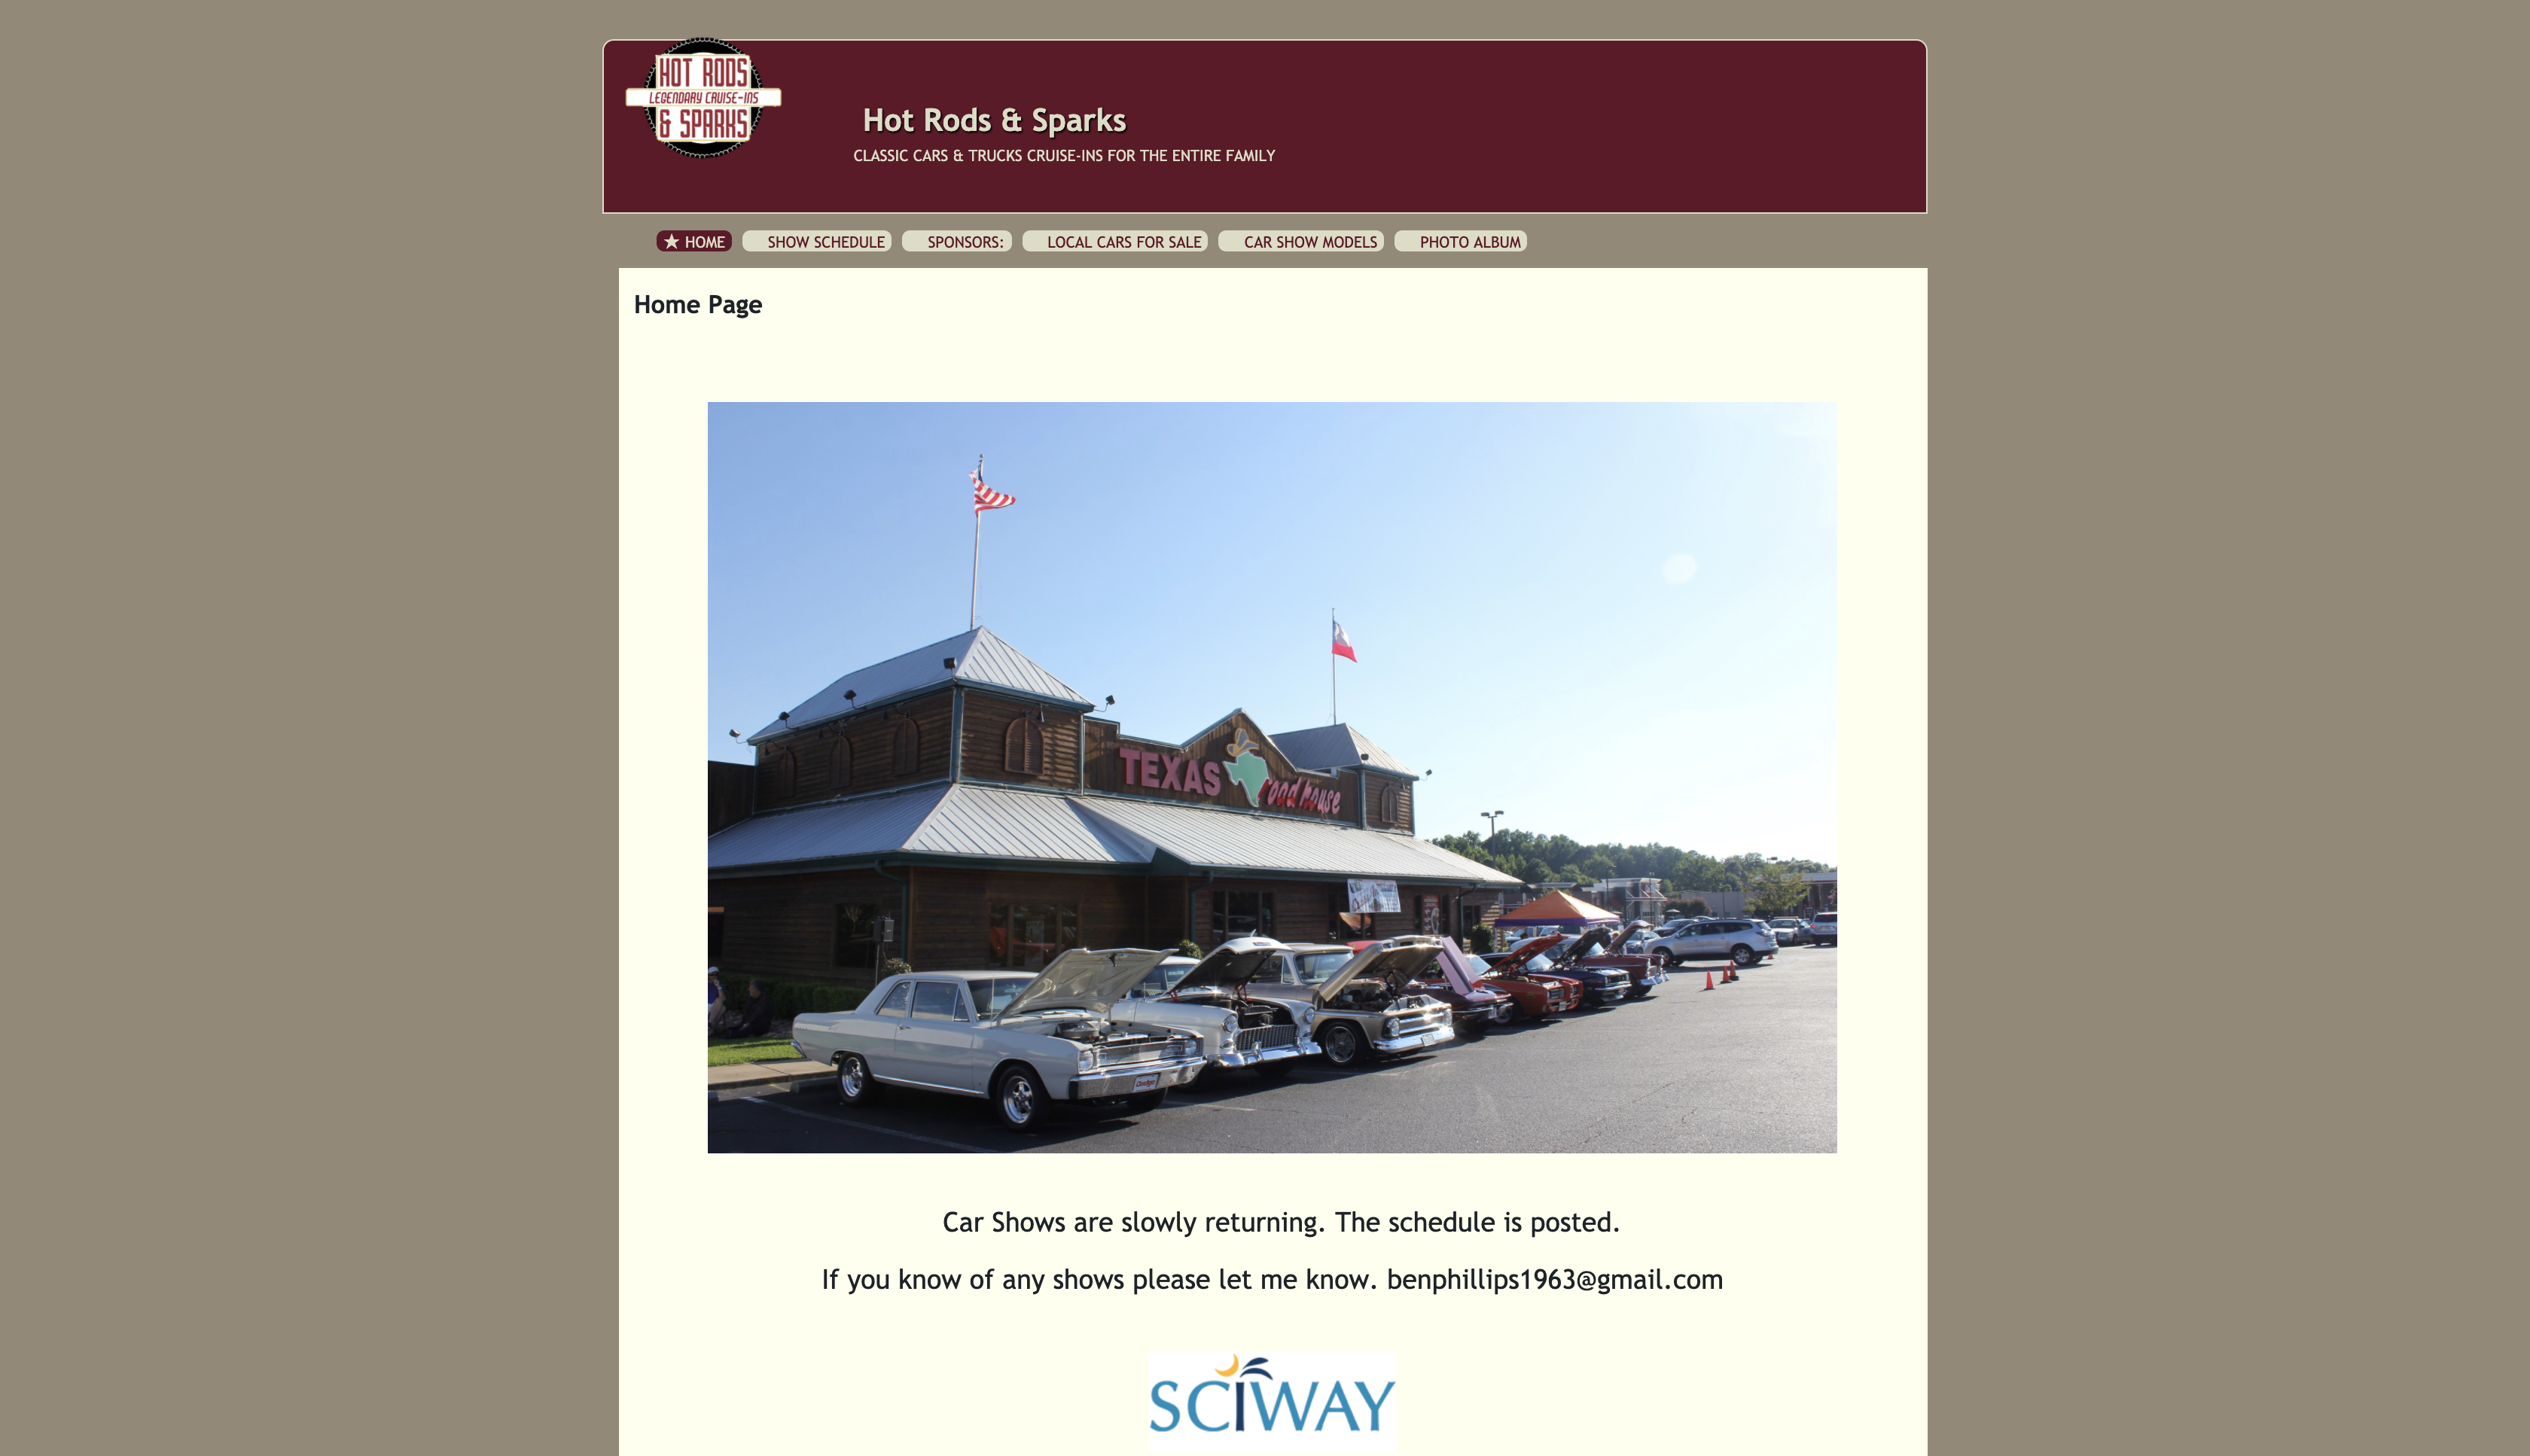 HOT RODS
LEGENDARY CRUISE-INS
& SPARKS
Hot Rods & Sparks
CLASSIC CARS & TRUCKS CRUISE-INS FOR THE ENTIRE FAMILY
HOME
SHOW SCHEDULE
SPONSORS:
LOCAL CARS FOR SALE
CAR SHOW MODELS
PHOTO ALBUM
Home Page
TEXAS roadhouse
Dodge
Car Shows are slowly returning. The schedule is posted.
If you know of any shows please let me know. benphillips1963@gmail.com
SCIWAY